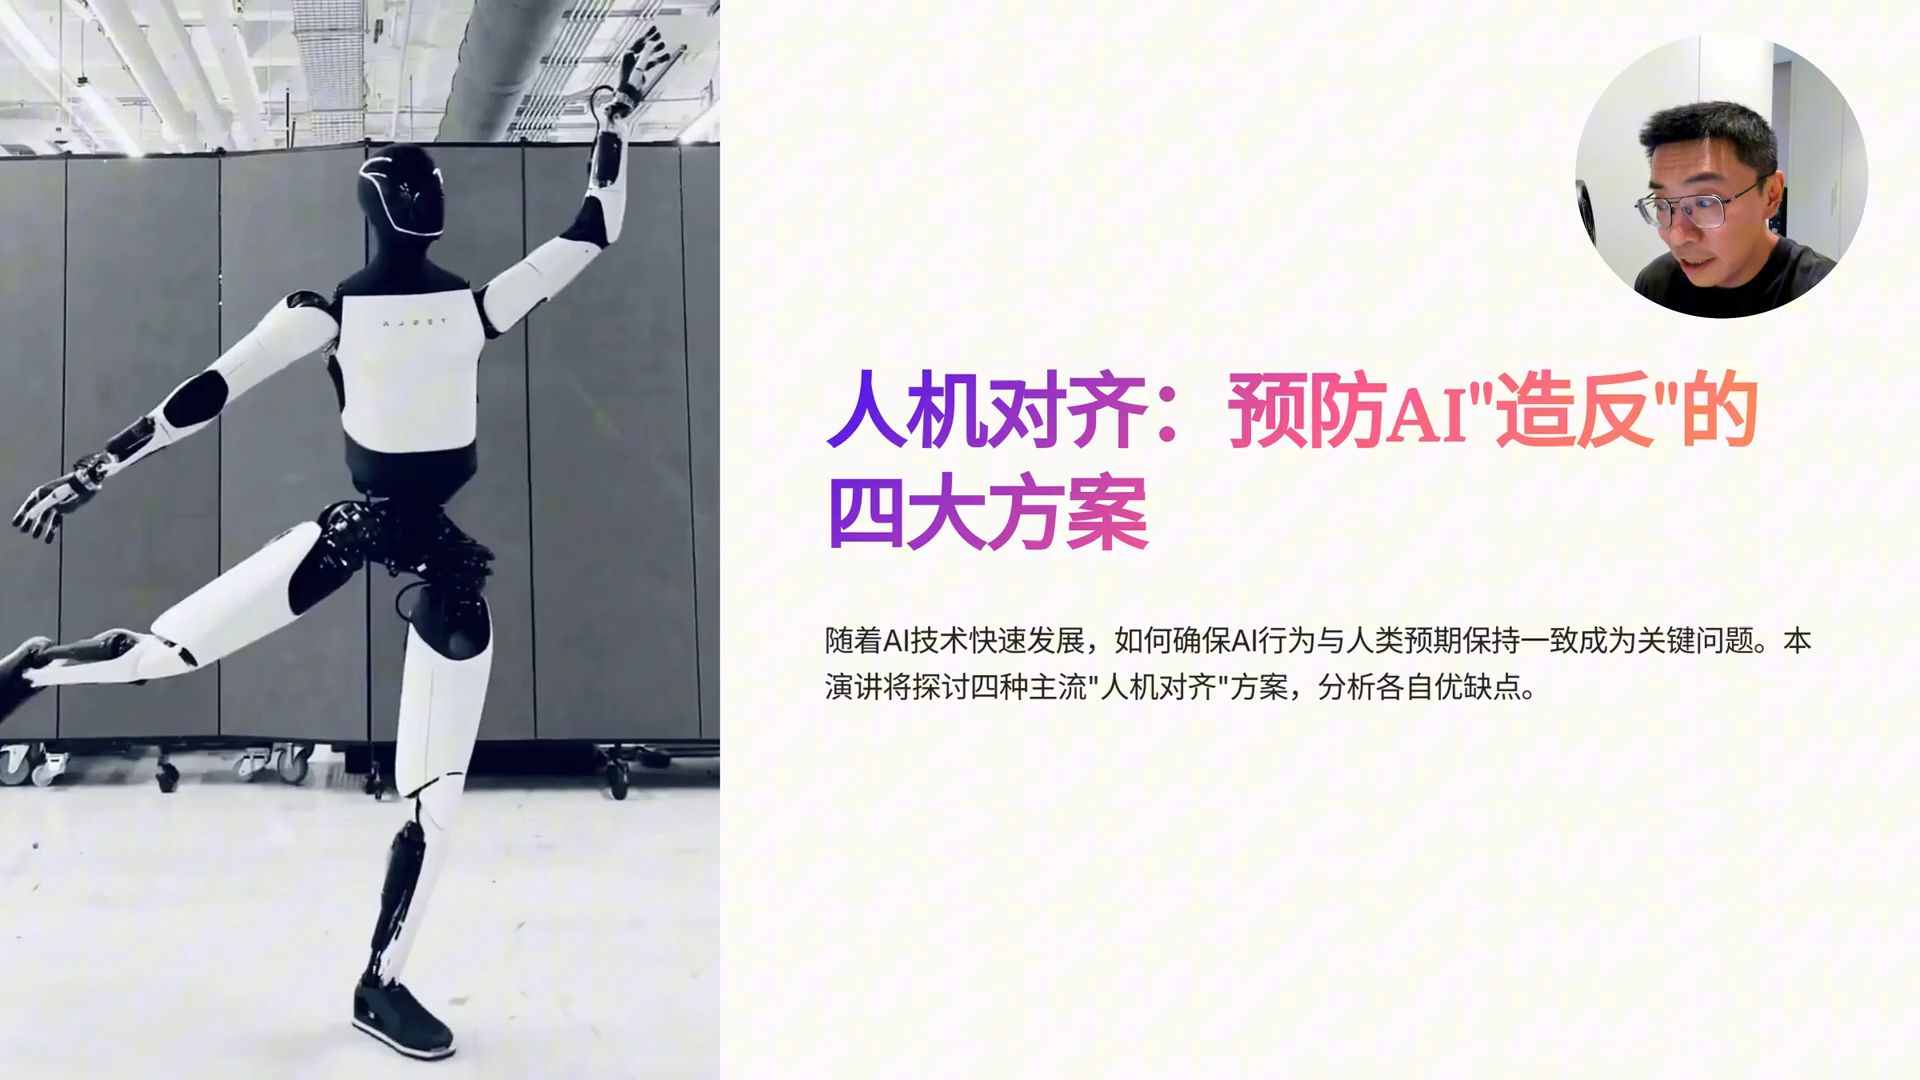 人机对齐：预防AI"造反"的
四大方案
随着AI技术快速发展，如何确保AI行为与人类预期保持一致成为关键问题。本
演讲将探讨四种主流"人机对齐"方案，分析各自优缺点。